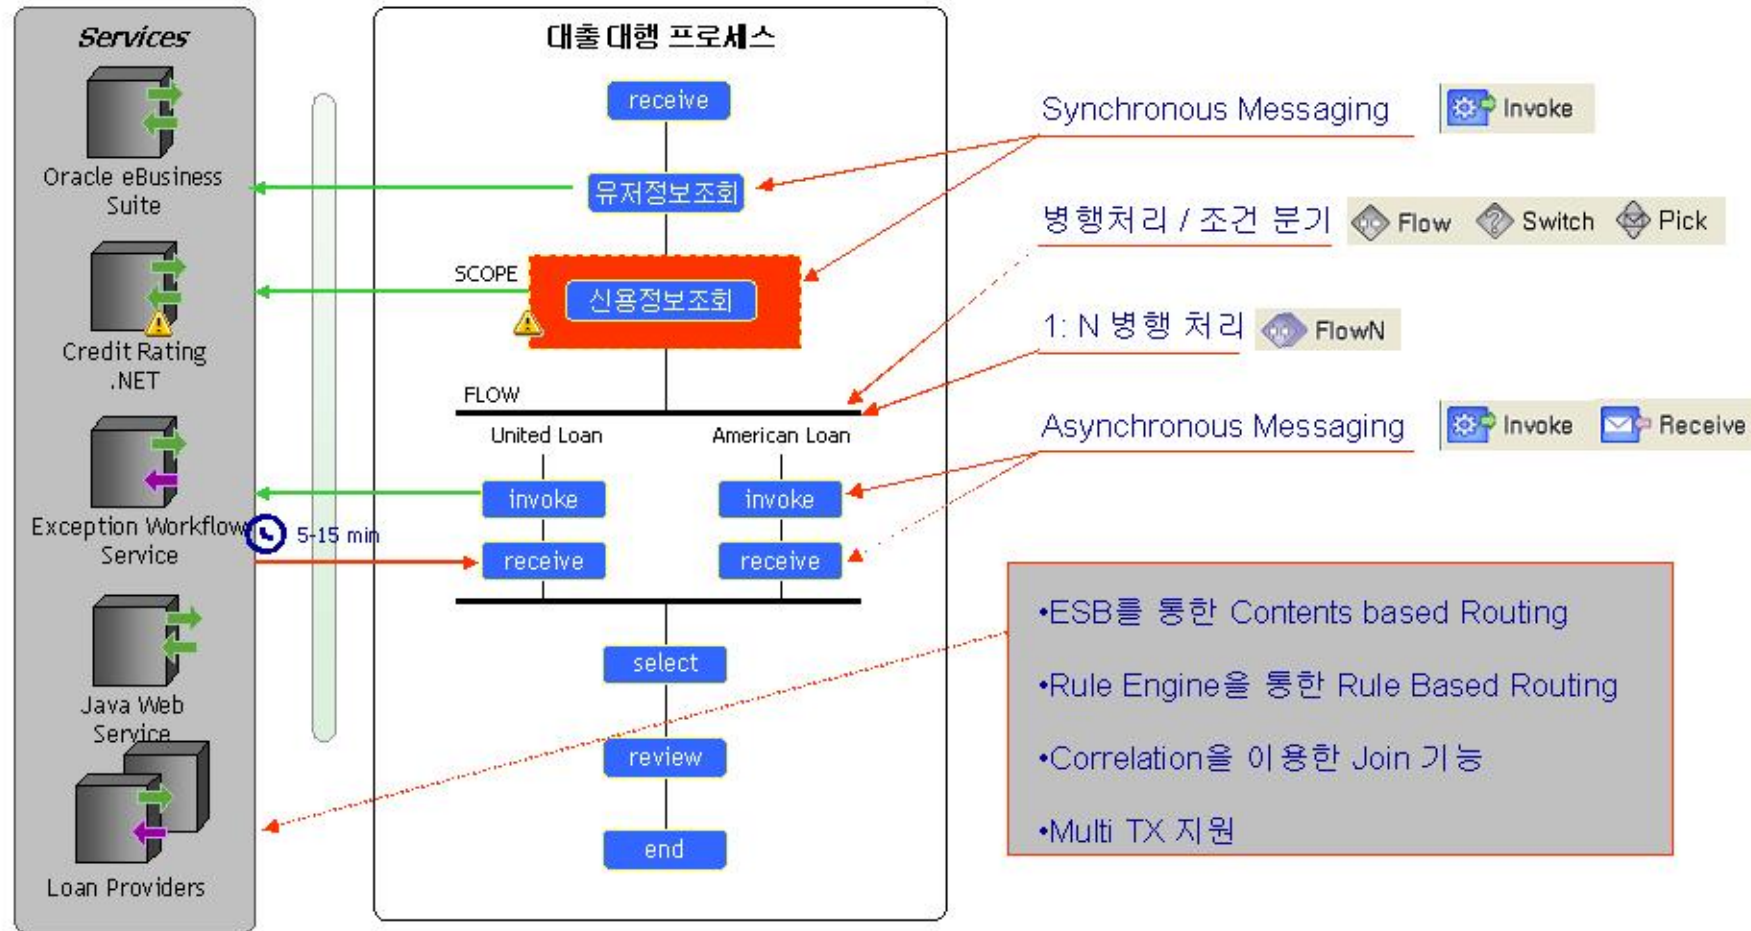 Services
Oracle eBusiness
Suite
Credit Rating
.NET
Exception Workflow
Service
5-15 min
Java Web
Service
Loan Providers
대출 대행 프로세스
receive
유저정보조회
SCOPE
신용정보조회
FLOW
United Loan
American Loan
invoke
invoke
receive
receive
select
review
end
Synchronous Messaging
Invoke
병행처리 / 조건 분기
Flow
Switch
Pick
1: N 병행 처리
FlowN
Asynchronous Messaging
Invoke
Receive
•ESB를 통한 Contents based Routing
•Rule Engine을 통한 Rule Based Routing
•Correlation을 이용한 Join 기능
•Multi TX 지원